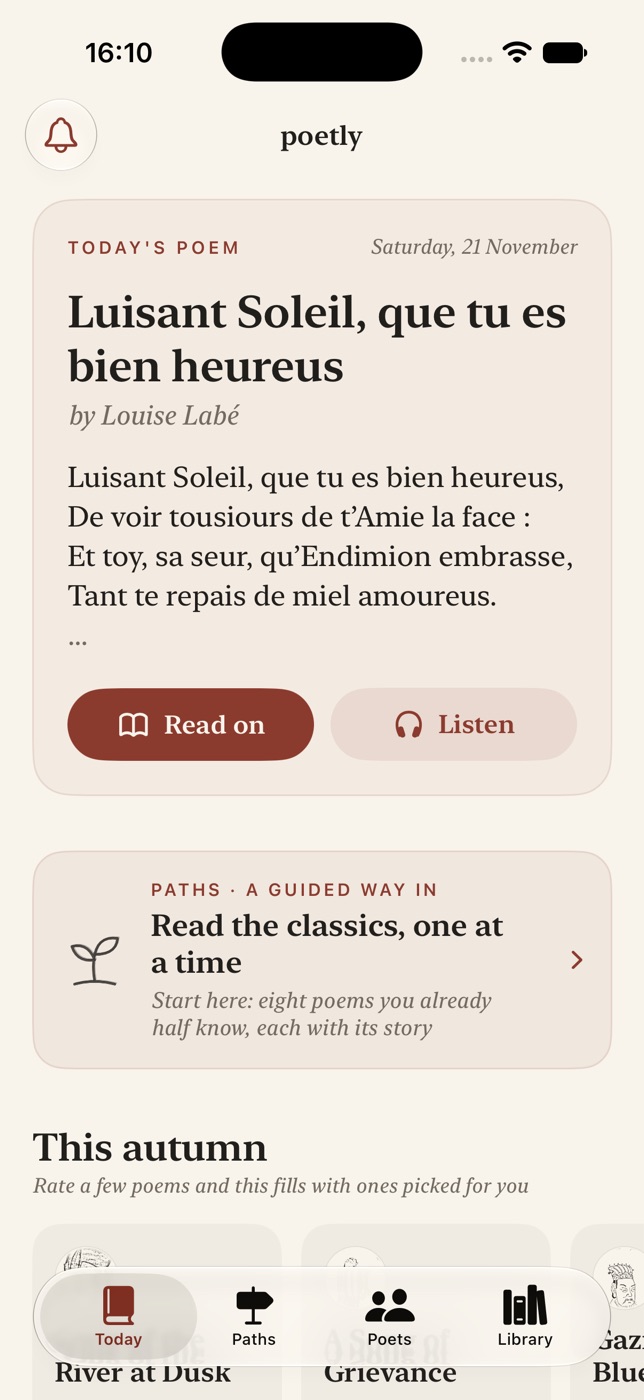 16:10
poetly
TODAY'S POEM
Saturday, 21 November
Luisant Soleil, que tu es
bien heureus
by Louise Labé
Luisant Soleil, que tu es bien heureus,
De voir tousiours de t’Amie la face :
Et toy, sa seur, qu’Endimion embrasse,
Tant te repais de miel amoureus.
...
Read on
Listen
PATHS · A GUIDED WAY IN
Read the classics, one at
a time
Start here: eight poems you already
half know, each with its story
This autumn
Rate a few poems and this fills with ones picked for you
River at Dusk
Grievance
Today
Paths
Poets
Library